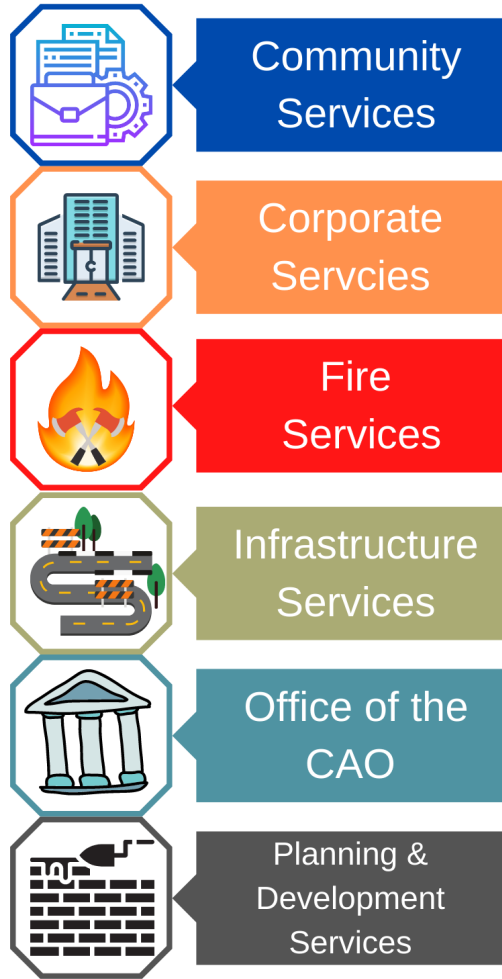 Community
Services
Corporate
Servcies
Fire
Services
Infrastructure
Services
Office of the
CAO
Planning &
Development
Services